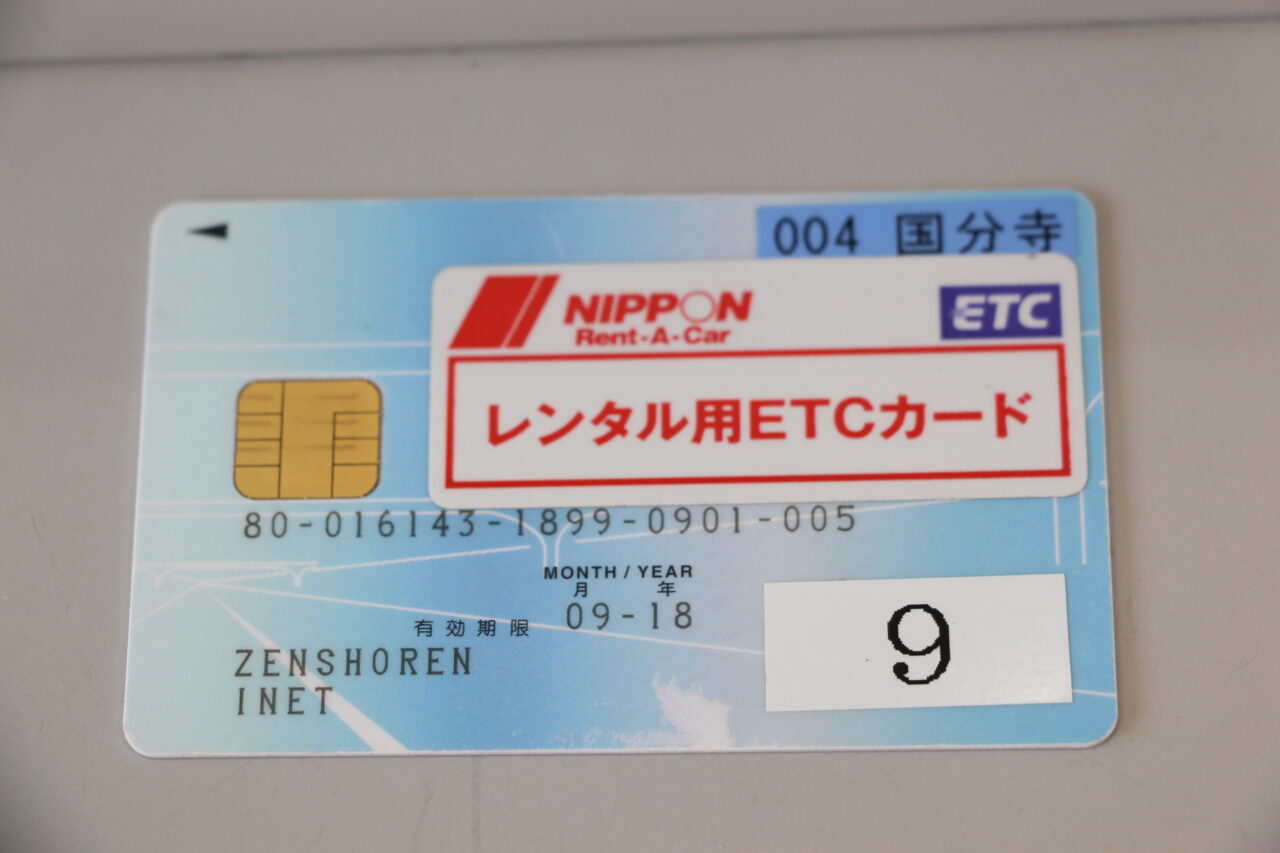 004 国分寺
NIPPON
Rent-A-Car
ETC
レンタル用ETCカード
80-016143-1899-0901-005
MONTH / YEAR
月 年
有効期限 09-18
ZENSHOREN
INET
9